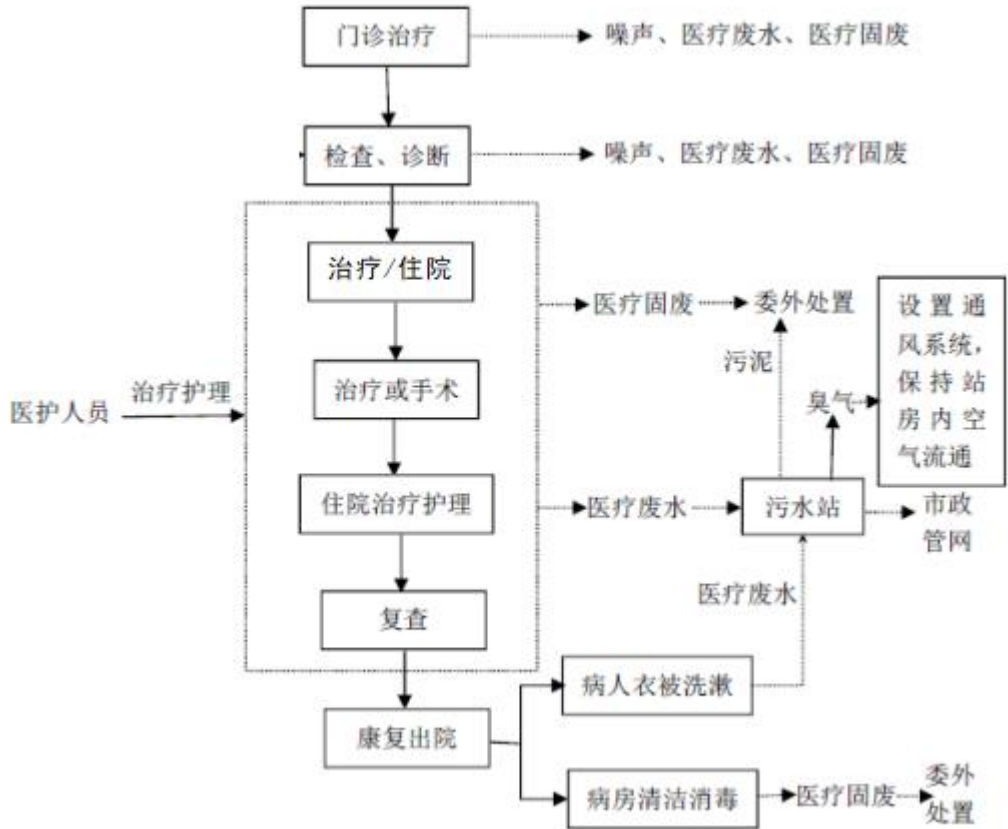 门诊治疗
噪声、医疗废水、医疗固废
检查、诊断
噪声、医疗废水、医疗固废
治疗/住院
医疗固废
委外处置
设置通
风系统，
保持站
房内空
气流通
污泥
臭气
治疗护理
医护人员
治疗或手术
住院治疗护理
医疗废水
污水站
市政
管网
医疗废水
复查
病人衣被洗漱
康复出院
病房清洁消毒
医疗固废
委外
处置